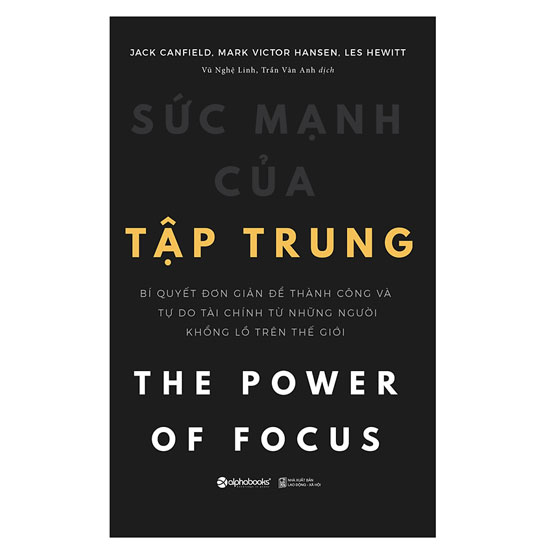 JACK CANFIELD, MARK VICTOR HANSEN, LES HEWITT
Vũ Nghệ Linh, Trần Vân Anh dịch
SỨC MẠNH
CỦA
TẬP TRUNG
BÍ QUYẾT ĐƠN GIẢN ĐỂ THÀNH CÔNG VÀ
TỰ DO TÀI CHÍNH TỪ NHỮNG NGƯỜI
KHỔNG LỒ TRÊN THẾ GIỚI
THE POWER
OF FOCUS
alphabooks®
NHÀ XUẤT BẢN
LAO ĐỘNG - XÃ HỘI